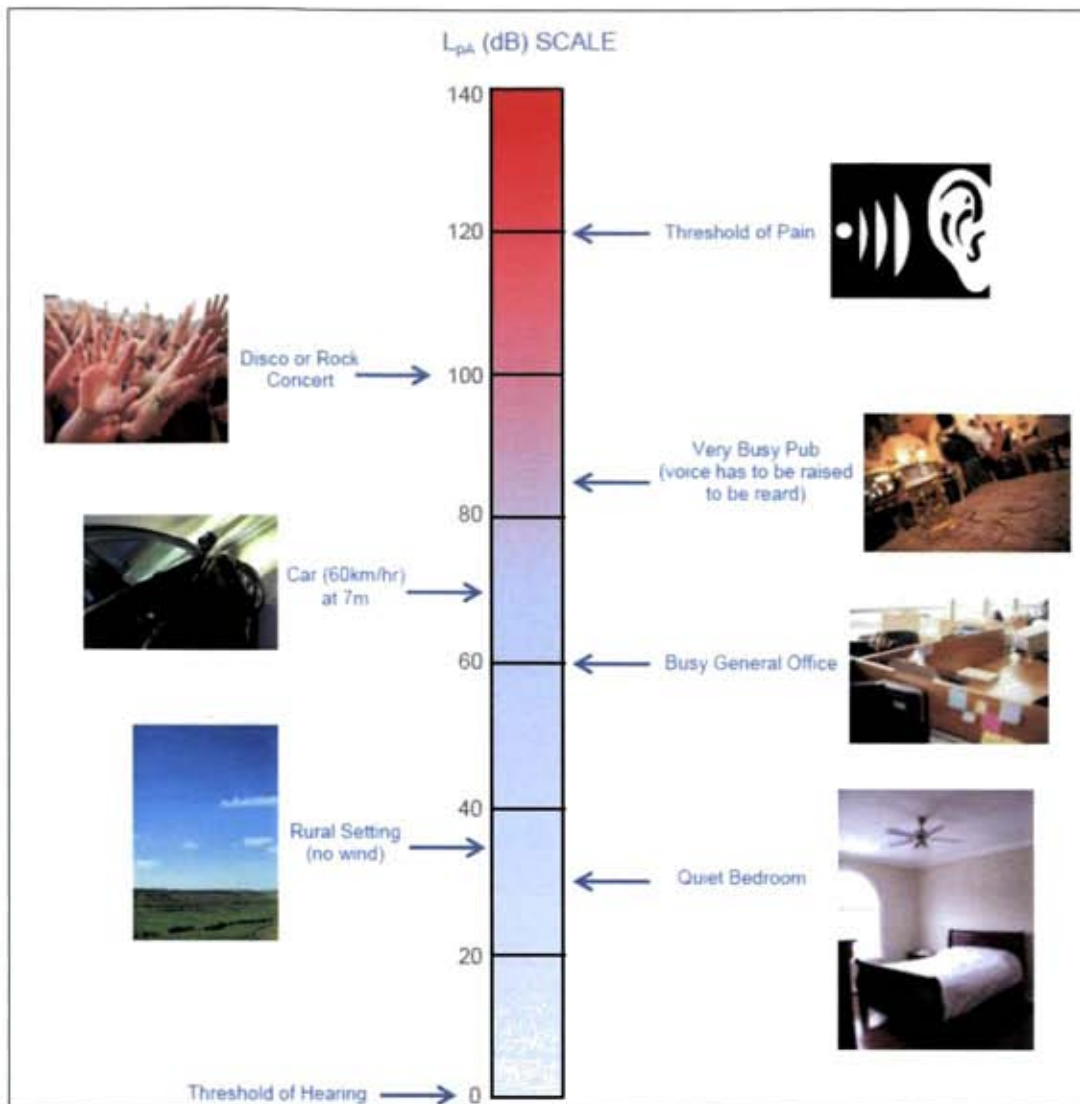 LpA (dB) SCALE
140
120
Threshold of Pain
Disco or Rock
Concert
100
Very Busy Pub
(voice has to be raised
to be reard)
80
Car (60km/hr)
at 7m
60
Busy General Office
40
Rural Setting
(no wind)
Quiet Bedroom
20
Threshold of Hearing
0